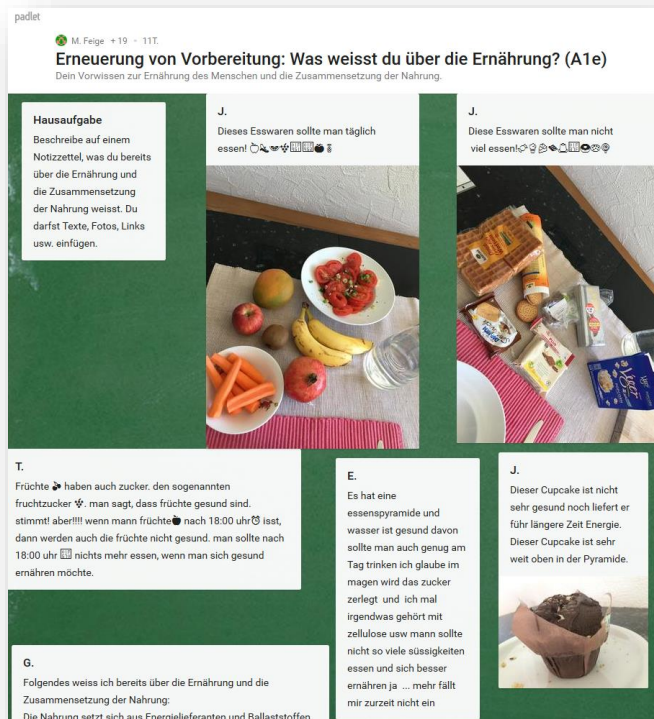 padlet
M. Feige +19 · 11T.
Erneuerung von Vorbereitung: Was weisst du über die Ernährung? (A1e)
Dein Vorwissen zur Ernährung des Menschen und die Zusammensetzung der Nahrung.
Hausaufgabe
Beschreibe auf einem
Notizzettel, was du bereits
über die Ernährung und
die Zusammensetzung
der Nahrung weisst. Du
darfst Texte, Fotos, Links
usw. einfügen.
J.
Dieses Esswaren sollte man täglich
essen!
J.
Diese Esswaren sollte man nicht
viel essen!
T.
Früchte haben auch zucker. den sogenannten
fruchtzucker. man sagt, dass früchte gesund sind.
stimmt! aber!!!! wenn mann früchte nach 18:00 uhr isst,
dann werden auch die früchte nicht gesund. man sollte nach
18:00 uhr nichts mehr essen, wenn man sich gesund
ernähren möchte.
E.
Es hat eine
essenspyramide und
wasser ist gesund davon
sollte man auch genug am
Tag trinken ich glaube im
magen wird das zucker
zerlegt und ich mal
irgendwas gehört mit
zellulose usw mann sollte
nicht so viele süssigkeiten
essen und sich besser
ernähren ja ... mehr fällt
mir zurzeit nicht ein
J.
Dieser Cupcake ist nicht
sehr gesund noch liefert er
führ längere Zeit Energie.
Dieser Cupcake ist sehr
weit oben in der Pyramide.
G.
Folgendes weiss ich bereits über die Ernährung und die
Zusammensetzung der Nahrung:
Die Nahrung setzt sich aus Energielieferanten und Ballaststoffen